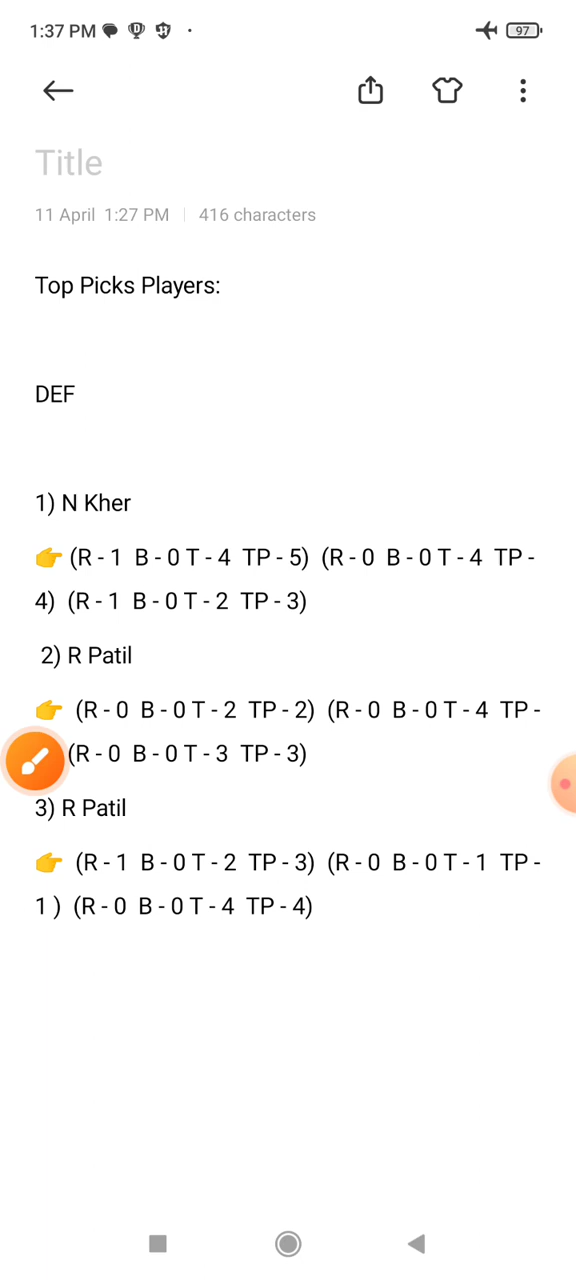 1:37 PM
97
Title
11 April 1:27 PM | 416 characters
Top Picks Players:
DEF
1) N Kher
👉 (R - 1 B - 0 T - 4 TP - 5) (R - 0 B - 0 T - 4 TP -
4) (R - 1 B - 0 T - 2 TP - 3)
2) R Patil
👉 (R - 0 B - 0 T - 2 TP - 2) (R - 0 B - 0 T - 4 TP -
(R - 0 B - 0 T - 3 TP - 3)
3) R Patil
👉 (R - 1 B - 0 T - 2 TP - 3) (R - 0 B - 0 T - 1 TP -
1 ) (R - 0 B - 0 T - 4 TP - 4)